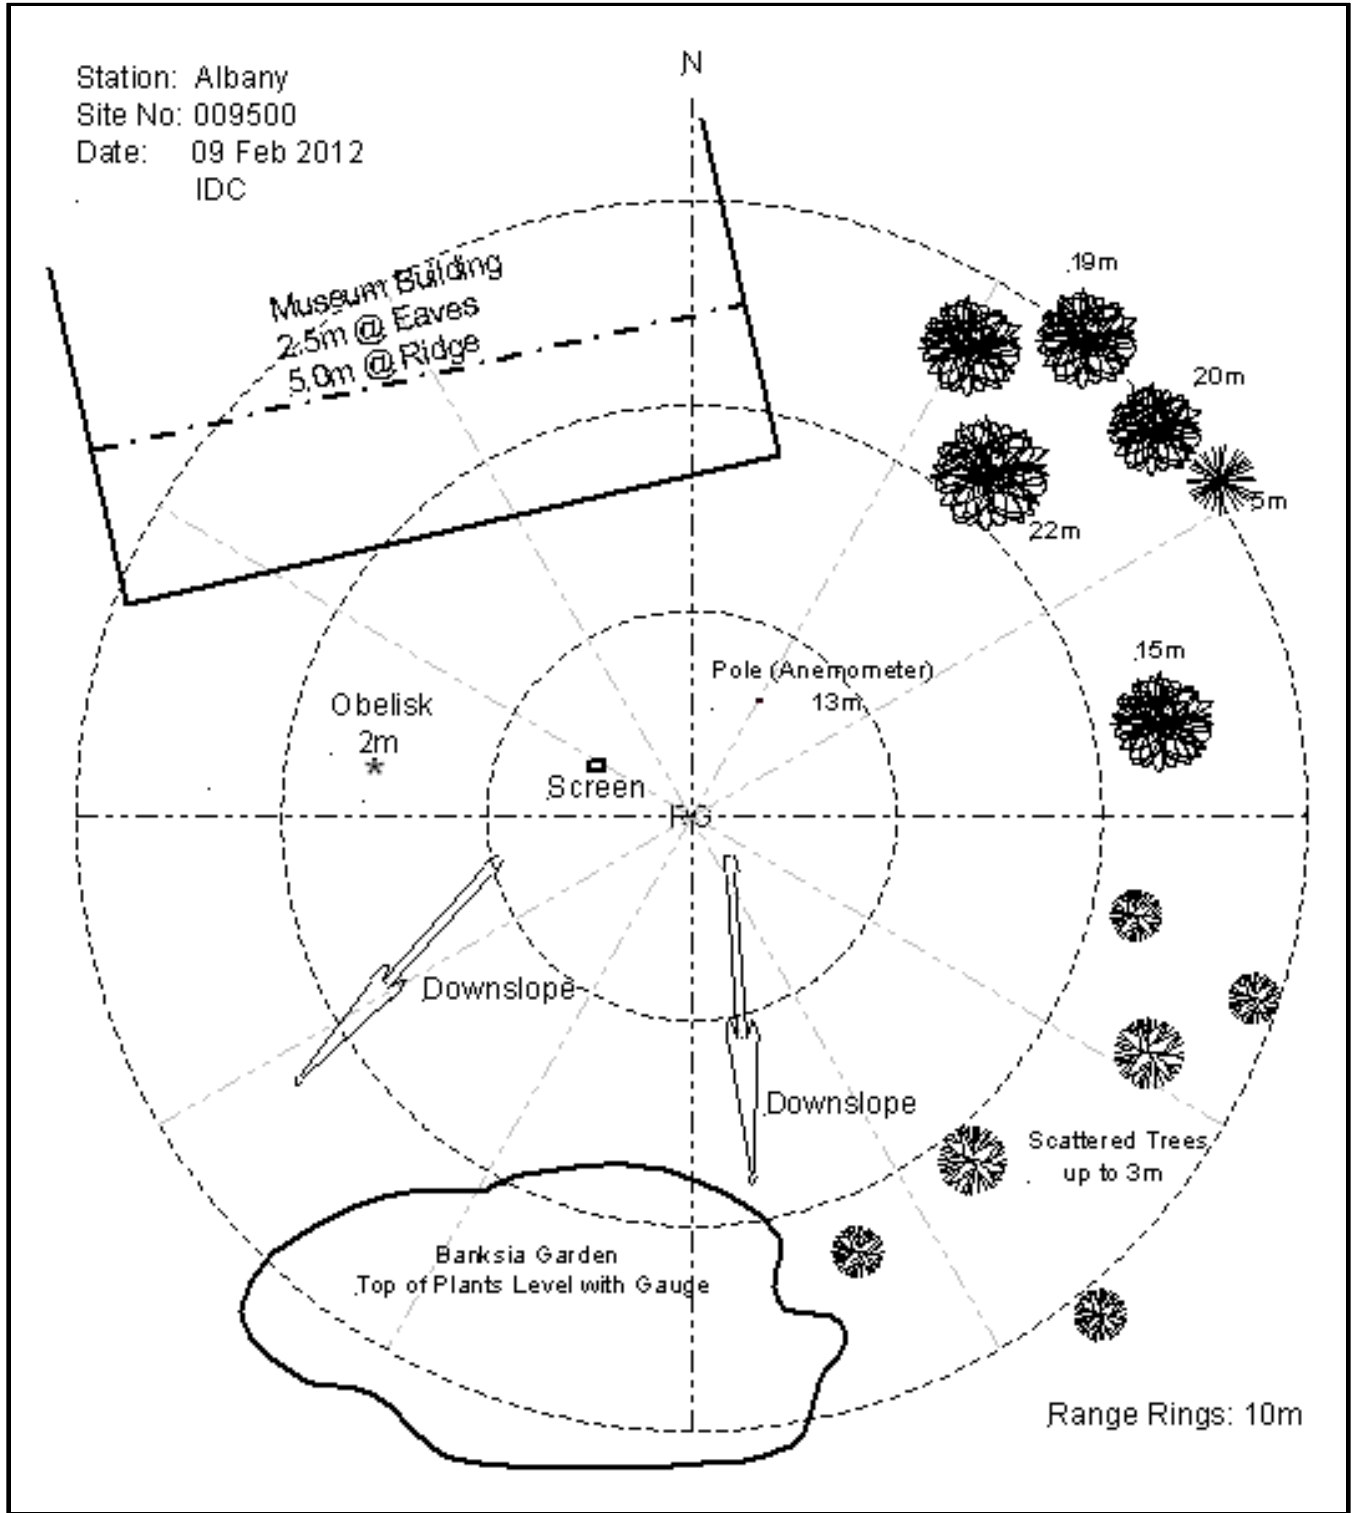 N
Station: Albany
Site No: 009500
Date: 09 Feb 2012
IDC
Museum Building
2.5m @ Eaves
5.0m @ Ridge
19m
20m
5m
22m
15m
Pole (Anemometer)
13m
Obelisk
2m
*
Screen
RG
Downslope
Downslope
Scattered Trees
up to 3m
Banksia Garden
Top of Plants Level with Gauge
Range Rings: 10m